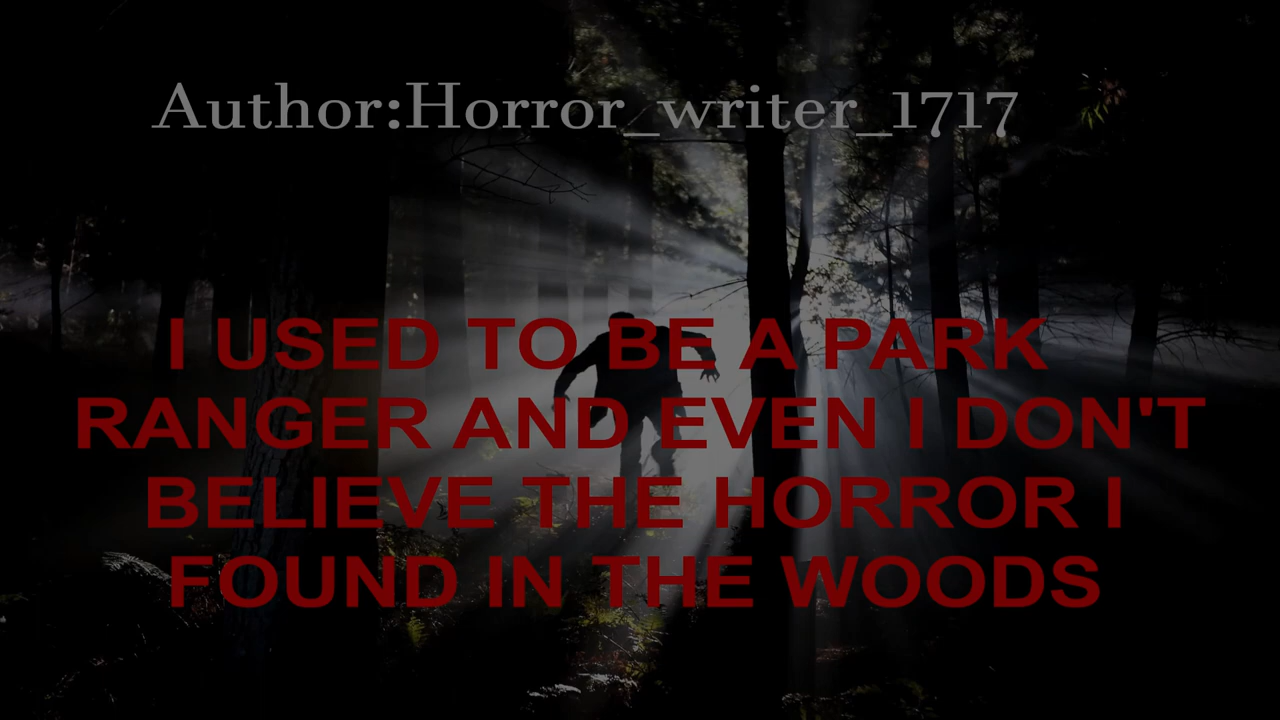 Author:Horror_writer_1717
I USED TO BE A PARK
RANGER AND EVEN I DON'T
BELIEVE THE HORROR I
FOUND IN THE WOODS